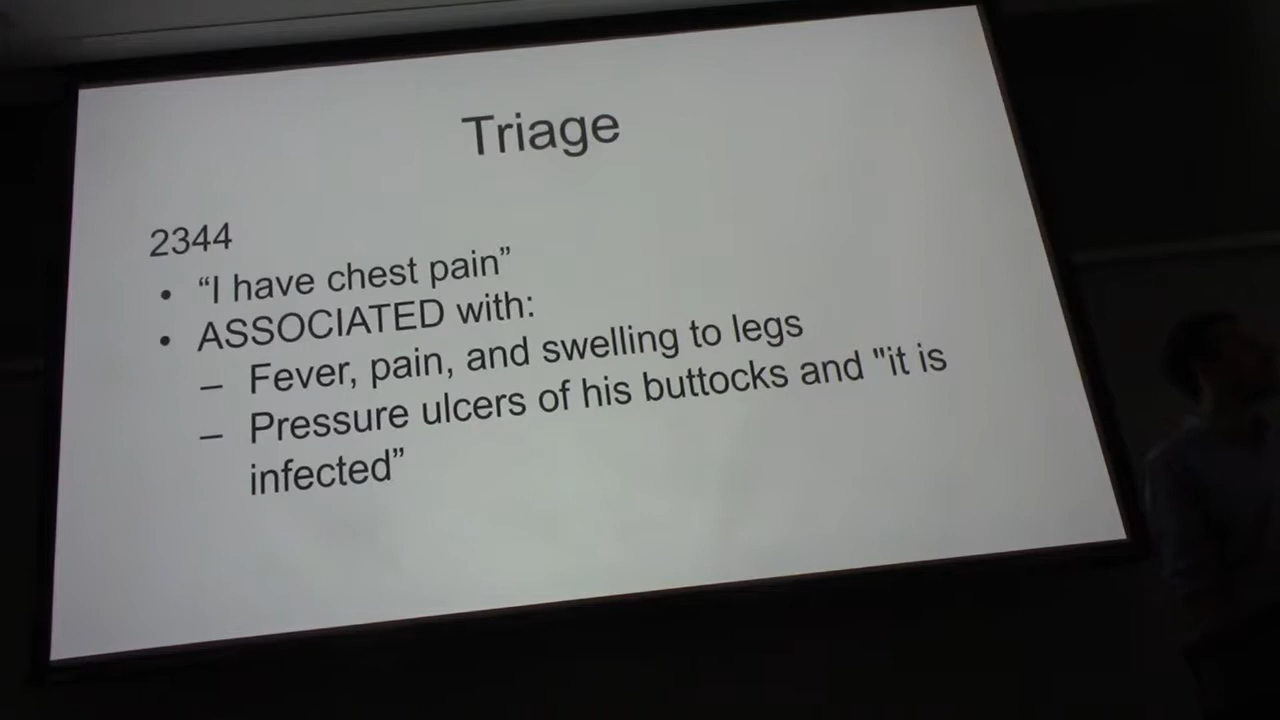 Triage
2344
• “I have chest pain”
• ASSOCIATED with:
– Fever, pain, and swelling to legs
– Pressure ulcers of his buttocks and "it is
infected”